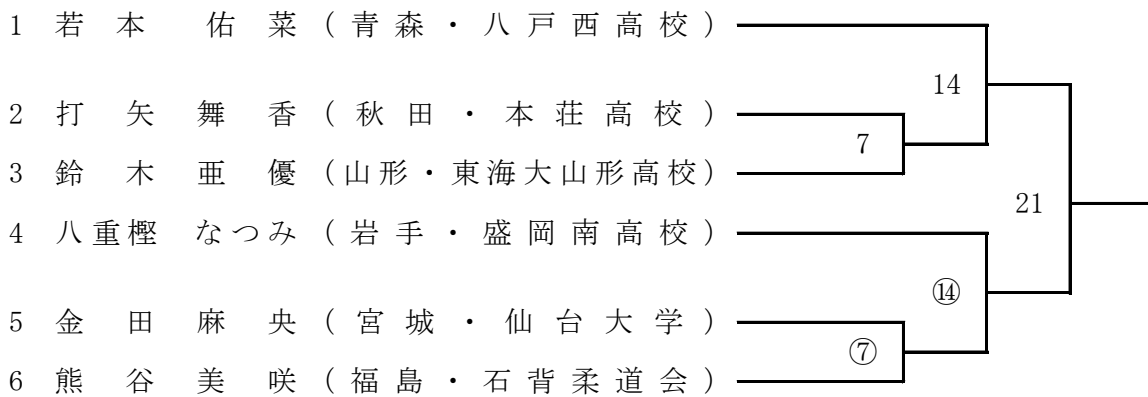 1 若本 佑菜 (青森・八戸西高校)
14
2 打矢舞香 (秋田・本荘高校)
7
3 鈴木亜優 (山形・東海大山形高校)
21
4 八重樫 なつみ (岩手・盛岡南高校)
⑭
5 金田麻央 (宮城・仙台大学)
⑦
6 熊谷美咲 (福島・石背柔道会)